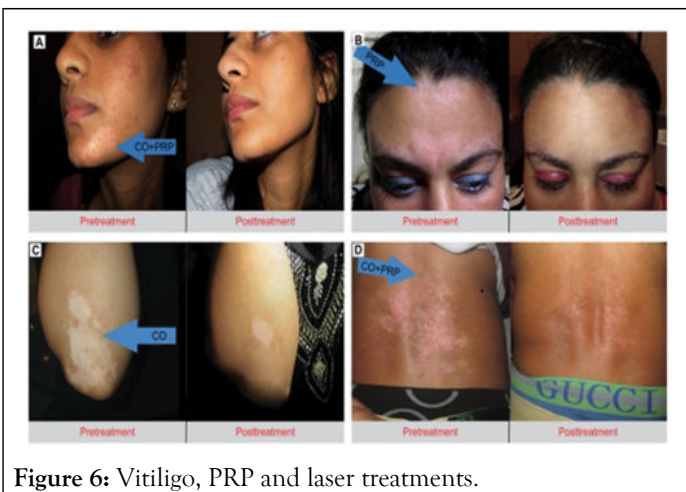 A
CO+PRP
Pretreatment
Posttreatment
B
PRP
Pretreatment
Posttreatment
C
CO
Pretreatment
Posttreatment
D
CO+PRP
GUCCI
Pretreatment
Posttreatment
Figure 6: Vitiligo, PRP and laser treatments.